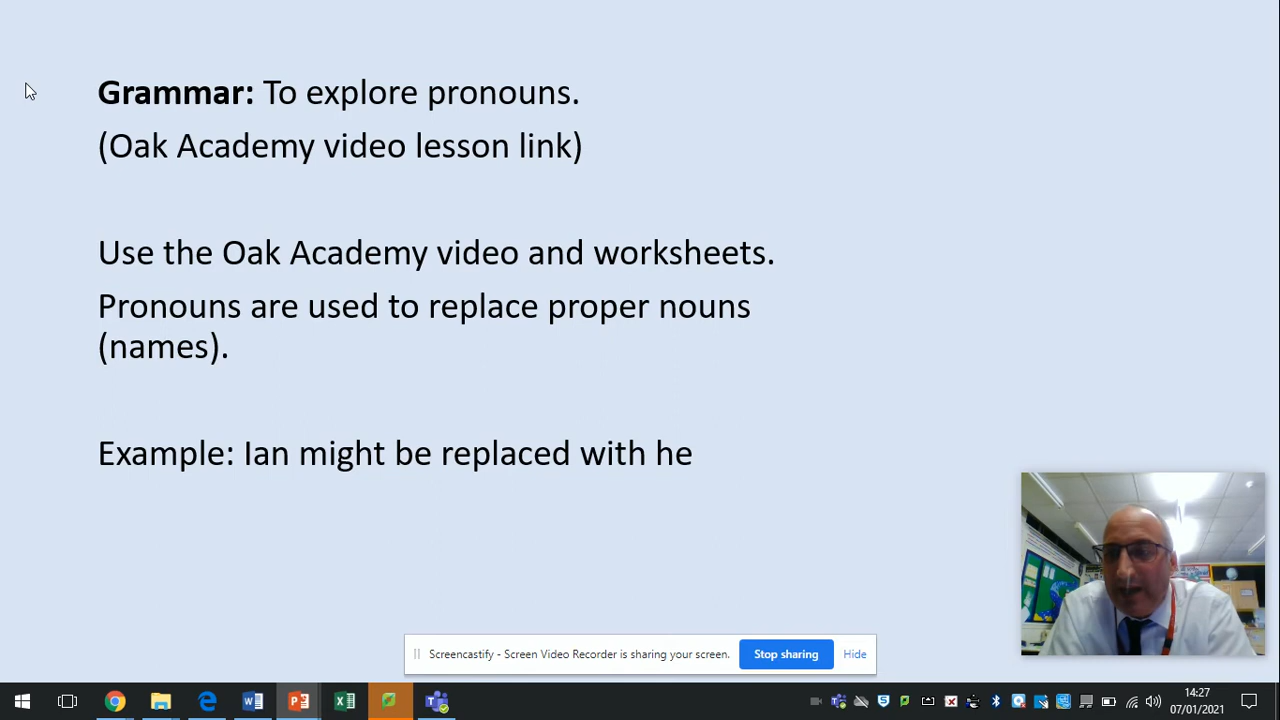 Grammar: To explore pronouns.
(Oak Academy video lesson link)
Use the Oak Academy video and worksheets.
Pronouns are used to replace proper nouns
(names).
Example: Ian might be replaced with he
Screencastify - Screen Video Recorder is sharing your screen.
Stop sharing
Hide
14:27
07/01/2021